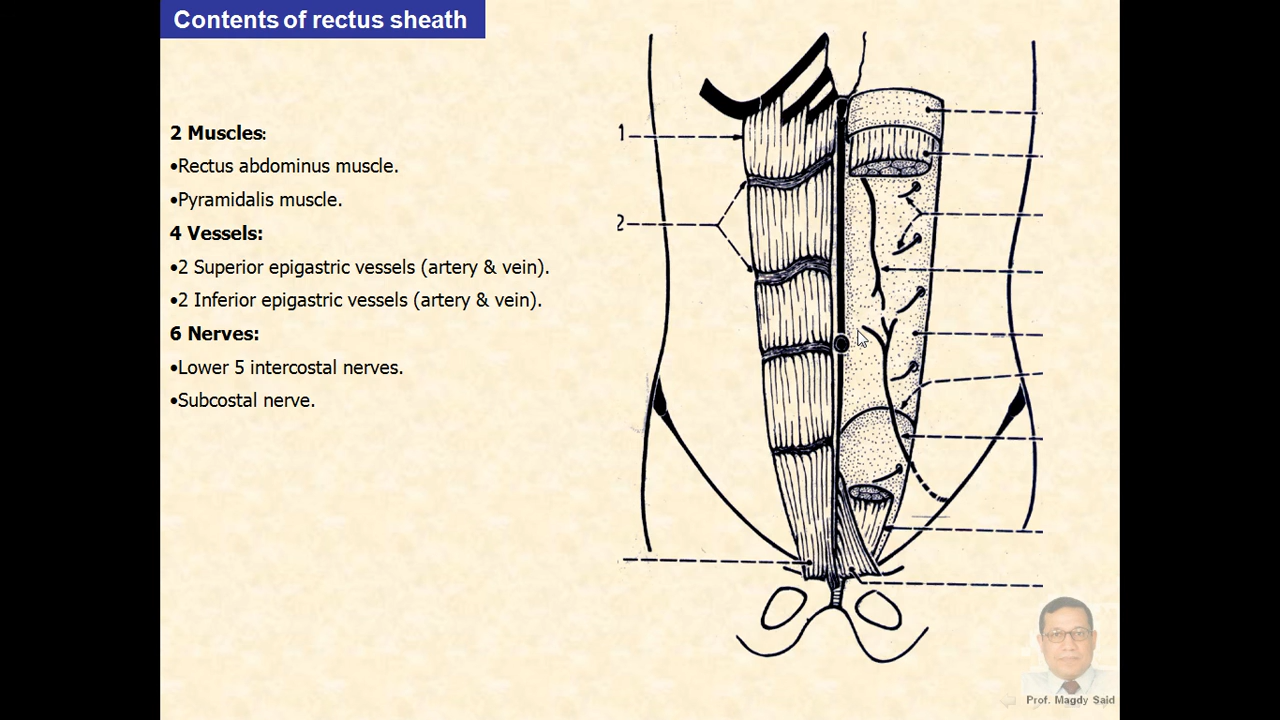 Contents of rectus sheath
2 Muscles:
•Rectus abdominus muscle.
•Pyramidalis muscle.
4 Vessels:
•2 Superior epigastric vessels (artery & vein).
•2 Inferior epigastric vessels (artery & vein).
6 Nerves:
•Lower 5 intercostal nerves.
•Subcostal nerve.
1
2
Prof. Magdy Said